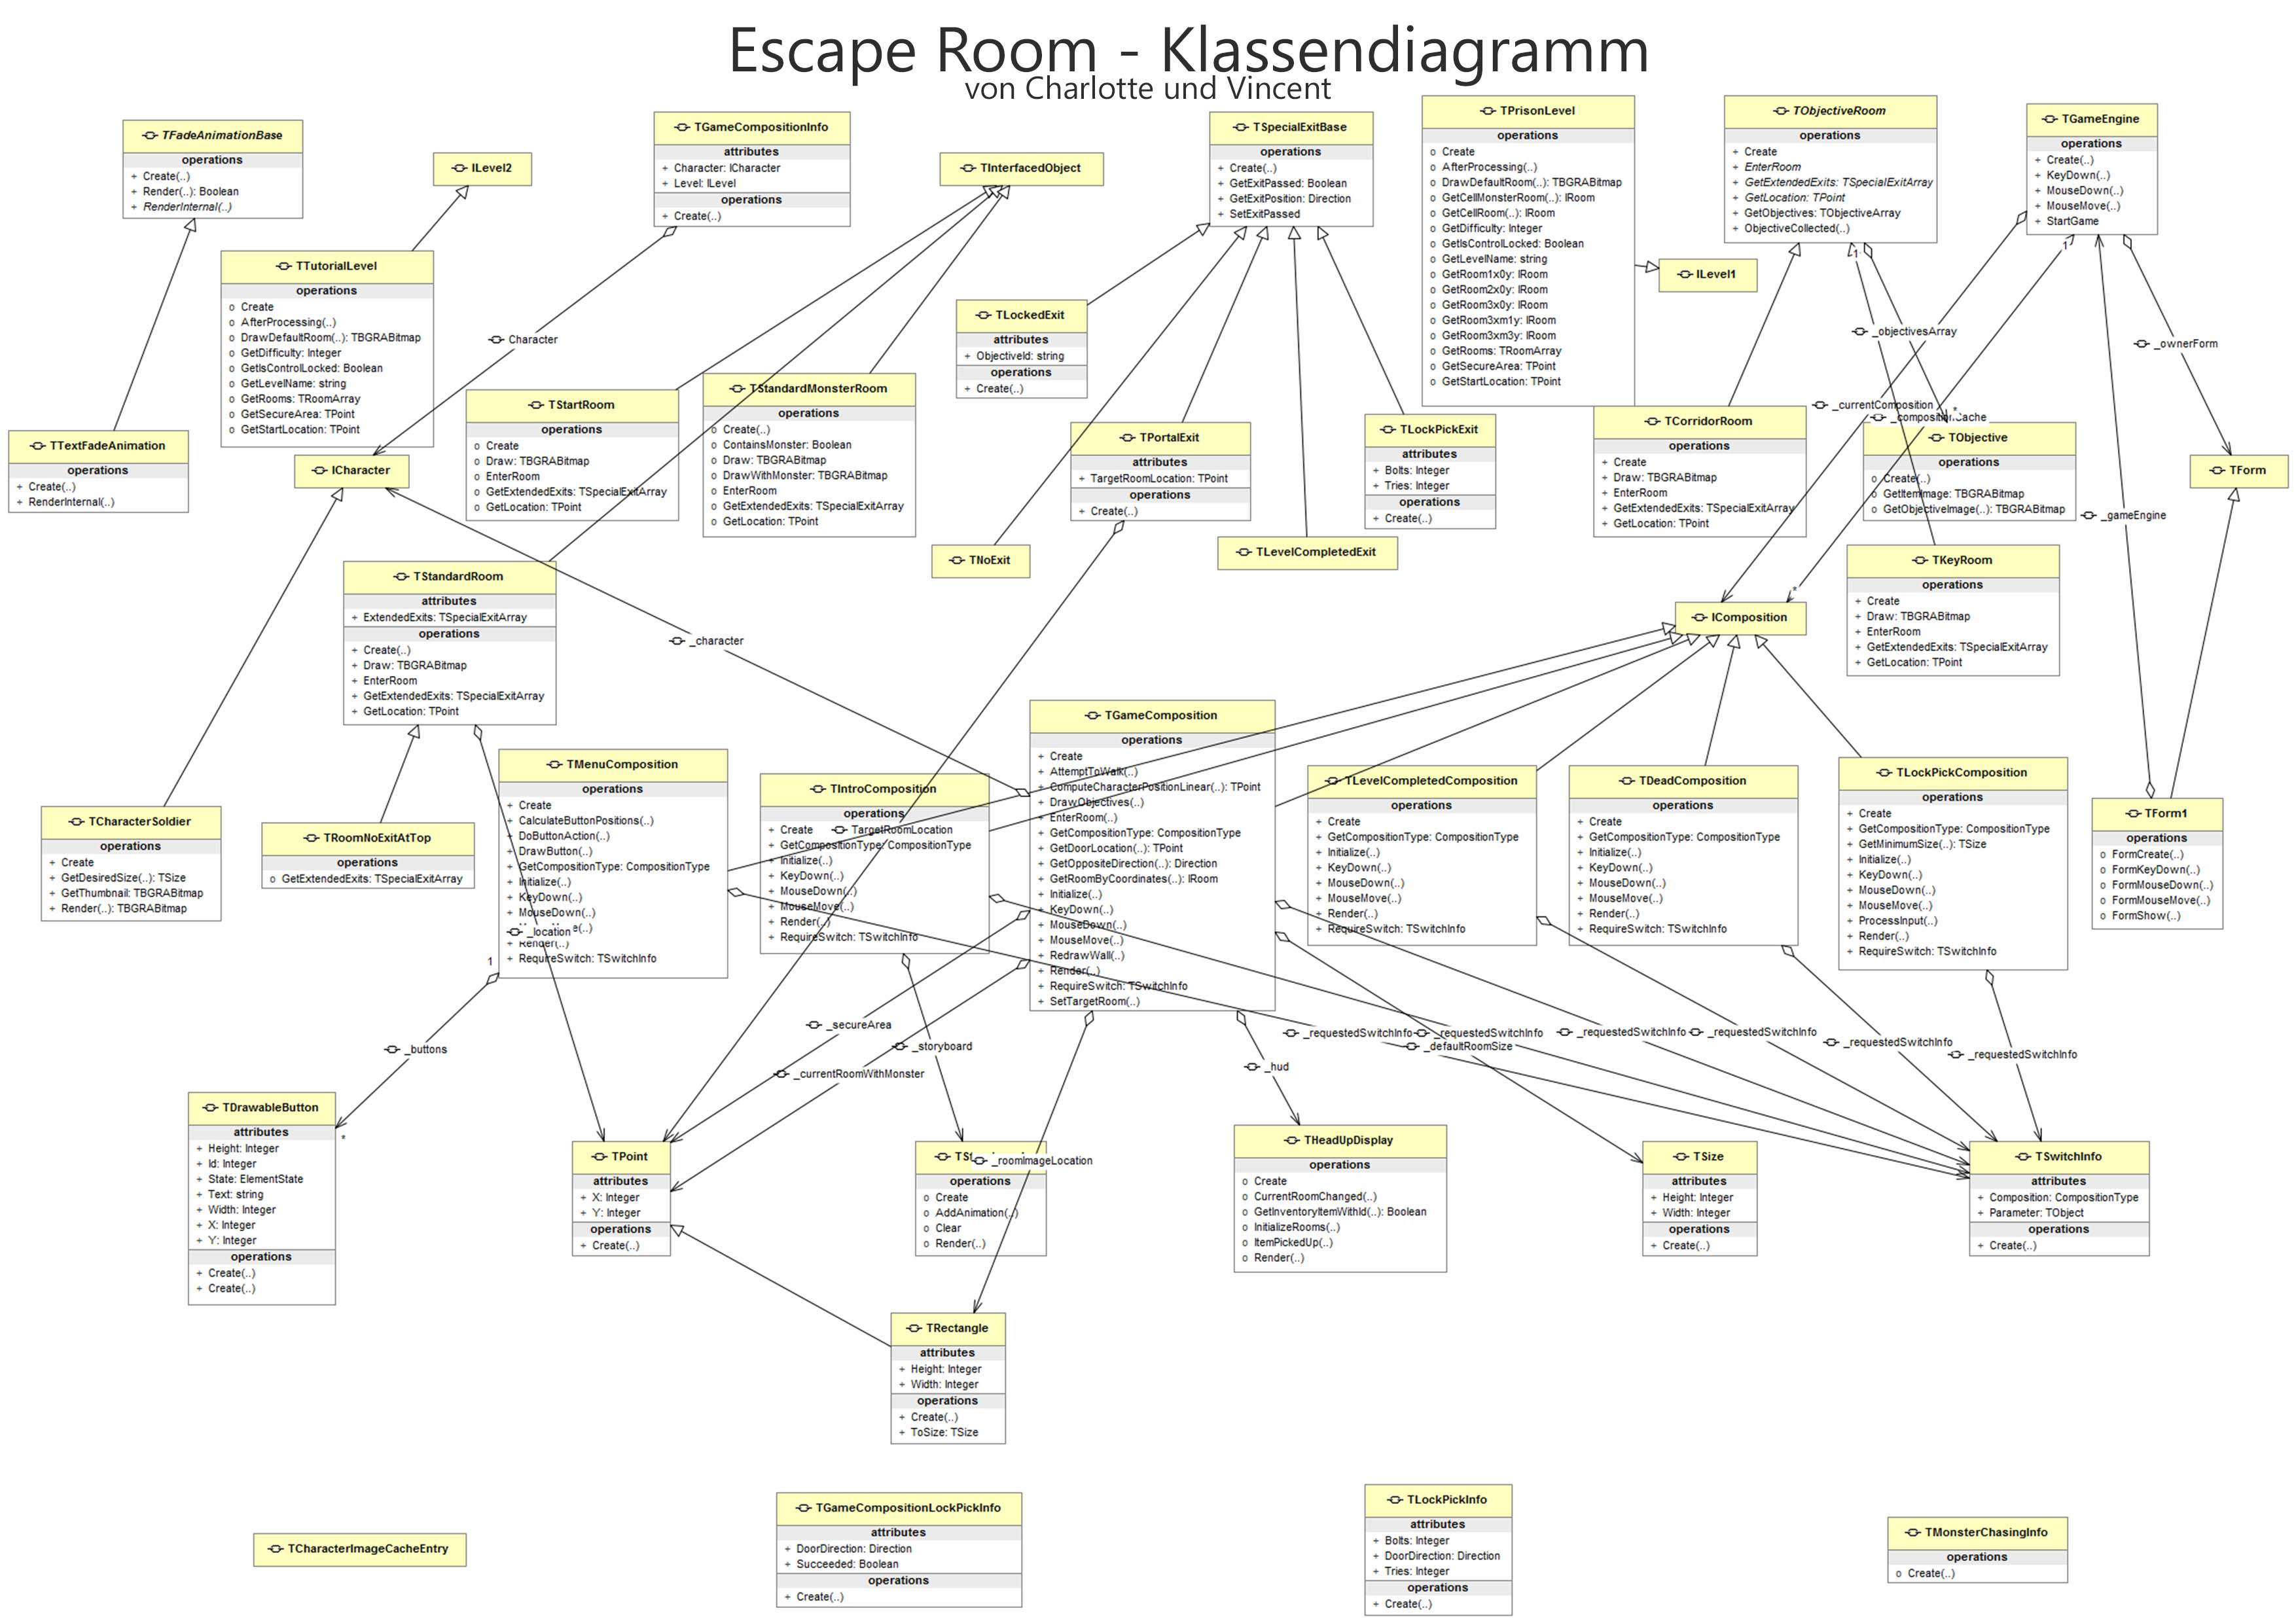 Escape Room - Klassendiagramm
von Charlotte und Vincent
TFadeAnimationBase
operations
+ Create(..)
+ Render(..): Boolean
+ RenderInternal(..)
ILevel2
TGameCompositionInfo
attributes
+ Character: ICharacter
+ Level: ILevel
operations
+ Create(..)
TInterfacedObject
TSpecialExitBase
operations
+ Create(..)
+ GetExitPassed: Boolean
+ GetExitPosition: Direction
+ SetExitPassed
TPrisonLevel
operations
o Create
o AfterProcessing(..)
o DrawDefaultRoom(..): TBGRABitmap
o GetCellMonsterRoom(..): IRoom
o GetCellRoom(..): IRoom
o GetDifficulty: Integer
o GetIsControlLocked: Boolean
o GetLevelName: string
o GetRoom1x0y: IRoom
o GetRoom2x0y: IRoom
o GetRoom3x0y: IRoom
o GetRoom3xm1y: IRoom
o GetRoom3xm3y: IRoom
o GetRooms: TRoomArray
o GetSecureArea: TPoint
o GetStartLocation: TPoint
TObjectiveRoom
operations
+ Create
+ EnterRoom
+ GetExtendedExits: TSpecialExitArray
+ GetLocation: TPoint
+ GetObjectives: TObjectiveArray
+ ObjectiveCollected(..)
TGameEngine
operations
+ Create(..)
+ KeyDown(..)
+ MouseDown(..)
+ MouseMove(..)
+ StartGame
1
1
ILevel1
TTutorialLevel
operations
o Create
o AfterProcessing(..)
o DrawDefaultRoom(..): TBGRABitmap
o GetDifficulty: Integer
o GetIsControlLocked: Boolean
o GetLevelName: string
o GetRooms: TRoomArray
o GetSecureArea: TPoint
o GetStartLocation: TPoint
Character
TLockedExit
attributes
+ ObjectiveId: string
operations
+ Create(..)
_objectivesArray
_ownerForm
TTextFadeAnimation
operations
+ Create(..)
+ RenderInternal(..)
ICharacter
TStartRoom
operations
o Create
o Draw: TBGRABitmap
o EnterRoom
o GetExtendedExits: TSpecialExitArray
o GetLocation: TPoint
TStandardMonsterRoom
operations
o Create(..)
o ContainsMonster: Boolean
o Draw: TBGRABitmap
o DrawWithMonster: TBGRABitmap
o EnterRoom
o GetExtendedExits: TSpecialExitArray
o GetLocation: TPoint
TPortalExit
attributes
+ TargetRoomLocation: TPoint
operations
+ Create(..)
TLockPickExit
attributes
+ Bolts: Integer
+ Tries: Integer
operations
+ Create(..)
TCorridorRoom
operations
+ Create
+ Draw: TBGRABitmap
+ EnterRoom
+ GetExtendedExits: TSpecialExitArray
+ GetLocation: TPoint
_currentComposition
*
_compositionCache
TObjective
operations
o Create(..)
o GetItemImage: TBGRABitmap
o GetObjectiveImage(..): TBGRABitmap
TForm
_gameEngine
TNoExit
TLevelCompletedExit
TKeyRoom
operations
+ Create
+ Draw: TBGRABitmap
+ EnterRoom
+ GetExtendedExits: TSpecialExitArray
+ GetLocation: TPoint
TStandardRoom
attributes
+ ExtendedExits: TSpecialExitArray
operations
+ Create(..)
+ Draw: TBGRABitmap
+ EnterRoom
+ GetExtendedExits: TSpecialExitArray
+ GetLocation: TPoint
_character
*
IComposition
TCharacterSoldier
operations
+ Create
+ GetDesiredSize(..): TSize
+ GetThumbnail: TBGRABitmap
+ Render(..): TBGRABitmap
TRoomNoExitAtTop
operations
o GetExtendedExits: TSpecialExitArray
TMenuComposition
operations
+ Create
+ CalculateButtonPositions(..)
+ DoButtonAction(..)
+ DrawButton(..)
+ GetCompositionType: CompositionType
+ Initialize(..)
+ KeyDown(..)
+ MouseDown(..)
_location
+ Render(..)
+ RequireSwitch: TSwitchInfo
1
TIntroComposition
operations
+ Create
TargetRoomLocation
+ GetCompositionType: CompositionType
+ Initialize(..)
+ KeyDown(..)
+ MouseDown(..)
+ MouseMove(..)
+ Render(..)
+ RequireSwitch: TSwitchInfo
TGameComposition
operations
+ Create
+ AttemptToWalk(..)
+ ComputeCharacterPositionLinear(..): TPoint
+ DrawObjectives(..)
+ EnterRoom(..)
+ GetCompositionType: CompositionType
+ GetDoorLocation(..): TPoint
+ GetOppositeDirection(..): Direction
+ GetRoomByCoordinates(..): IRoom
+ Initialize(..)
+ KeyDown(..)
+ MouseDown(..)
+ MouseMove(..)
+ RedrawWall(..)
+ Render(..)
+ RequireSwitch: TSwitchInfo
+ SetTargetRoom(..)
TLevelCompletedComposition
operations
+ Create
+ GetCompositionType: CompositionType
+ Initialize(..)
+ KeyDown(..)
+ MouseDown(..)
+ MouseMove(..)
+ Render(..)
+ RequireSwitch: TSwitchInfo
TDeadComposition
operations
+ Create
+ GetCompositionType: CompositionType
+ Initialize(..)
+ KeyDown(..)
+ MouseDown(..)
+ MouseMove(..)
+ Render(..)
+ RequireSwitch: TSwitchInfo
TLockPickComposition
operations
+ Create
+ GetCompositionType: CompositionType
+ GetMinimumSize(..): TSize
+ Initialize(..)
+ KeyDown(..)
+ MouseDown(..)
+ MouseMove(..)
+ ProcessInput(..)
+ Render(..)
+ RequireSwitch: TSwitchInfo
TForm1
operations
o FormCreate(..)
o FormKeyDown(..)
o FormMouseDown(..)
o FormMouseMove(..)
o FormShow(..)
_buttons
_secureArea
_storyboard
_currentRoomWithMonster
_hud
_requestedSwitchInfo
_requestedSwitchInfo
_defaultRoomSize
_requestedSwitchInfo
_requestedSwitchInfo
_requestedSwitchInfo
_requestedSwitchInfo
TDrawableButton
attributes
+ Height: Integer
+ Id: Integer
+ State: ElementState
+ Text: string
+ Width: Integer
+ X: Integer
+ Y: Integer
operations
+ Create(..)
+ Create(..)
*
TPoint
attributes
+ X: Integer
+ Y: Integer
operations
+ Create(..)
_roomImageLocation
operations
o Create
o AddAnimation(..)
o Clear
o Render(..)
THeadUpDisplay
operations
o Create
o CurrentRoomChanged(..)
o GetInventoryItemWithId(..): Boolean
o InitializeRooms(..)
o ItemPickedUp(..)
o Render(..)
TSize
attributes
+ Height: Integer
+ Width: Integer
operations
+ Create(..)
TSwitchInfo
attributes
+ Composition: CompositionType
+ Parameter: TObject
operations
+ Create(..)
TRectangle
attributes
+ Height: Integer
+ Width: Integer
operations
+ Create(..)
+ ToSize: TSize
TCharacterImageCacheEntry
TGameCompositionLockPickInfo
attributes
+ DoorDirection: Direction
+ Succeeded: Boolean
operations
+ Create(..)
TLockPickInfo
attributes
+ Bolts: Integer
+ DoorDirection: Direction
+ Tries: Integer
operations
+ Create(..)
TMonsterChasingInfo
operations
o Create(..)